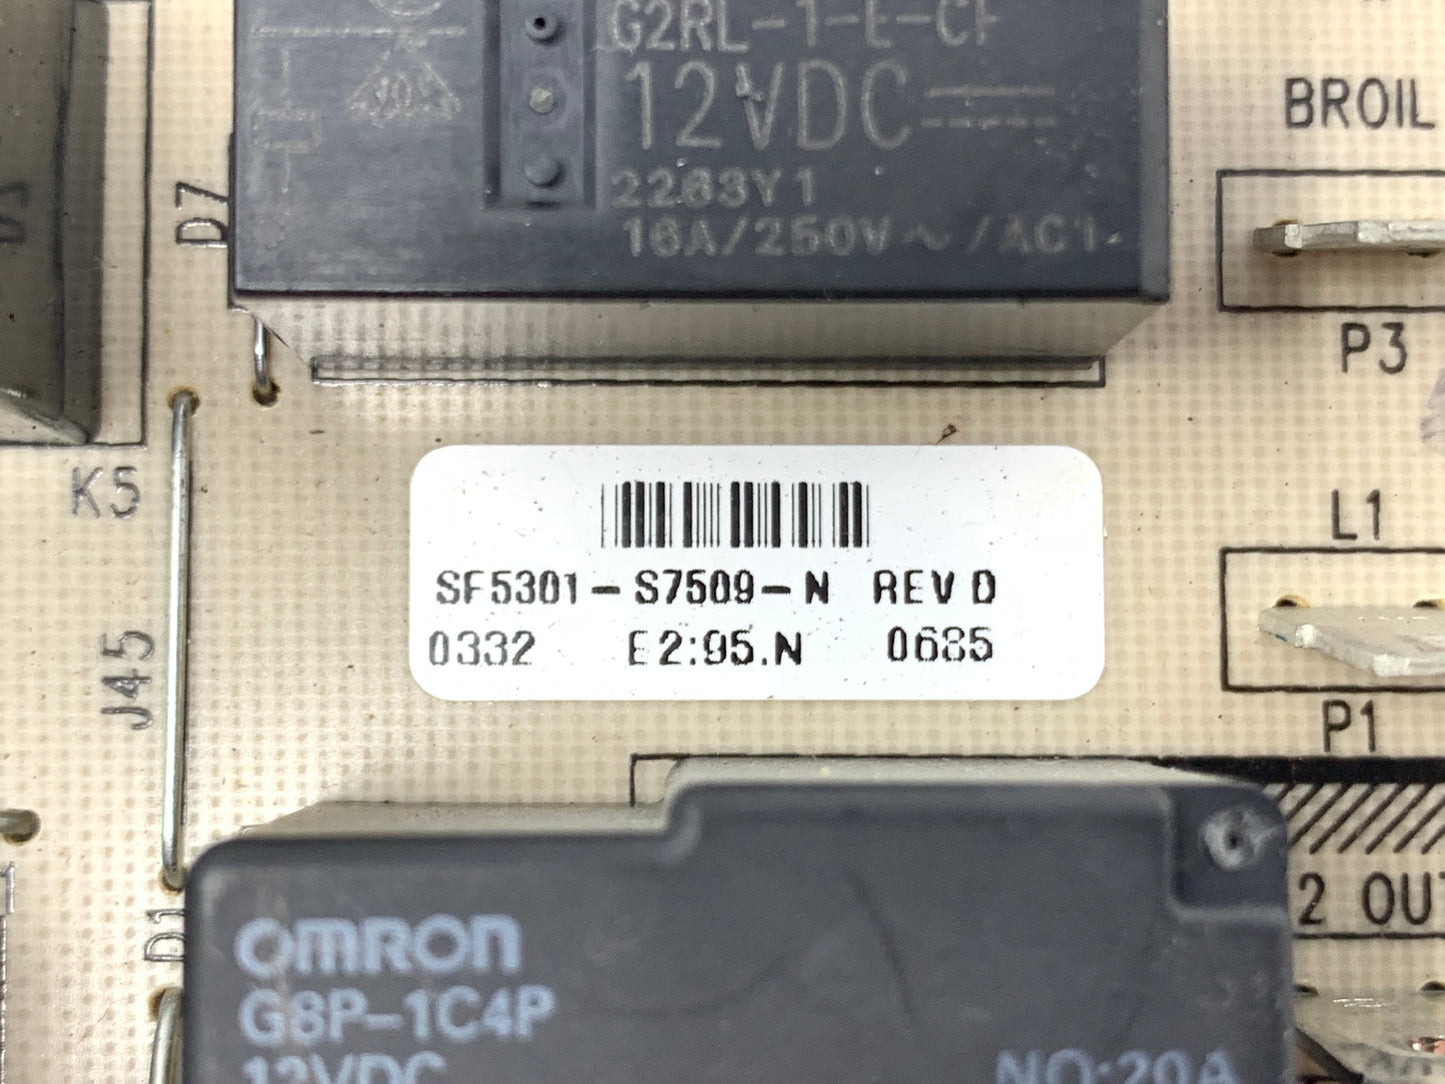 G2RL-1-E-CF
12VDC
2263Y1
16A/250V~/AC1
BROIL
D7
P3
K5
L1
SF5301-S7509-N REV D
0332 E2:95.N 0685
J45
P1
2 OUT
D1
OMRON
G8P-1C4P
12VDC
NO:20A